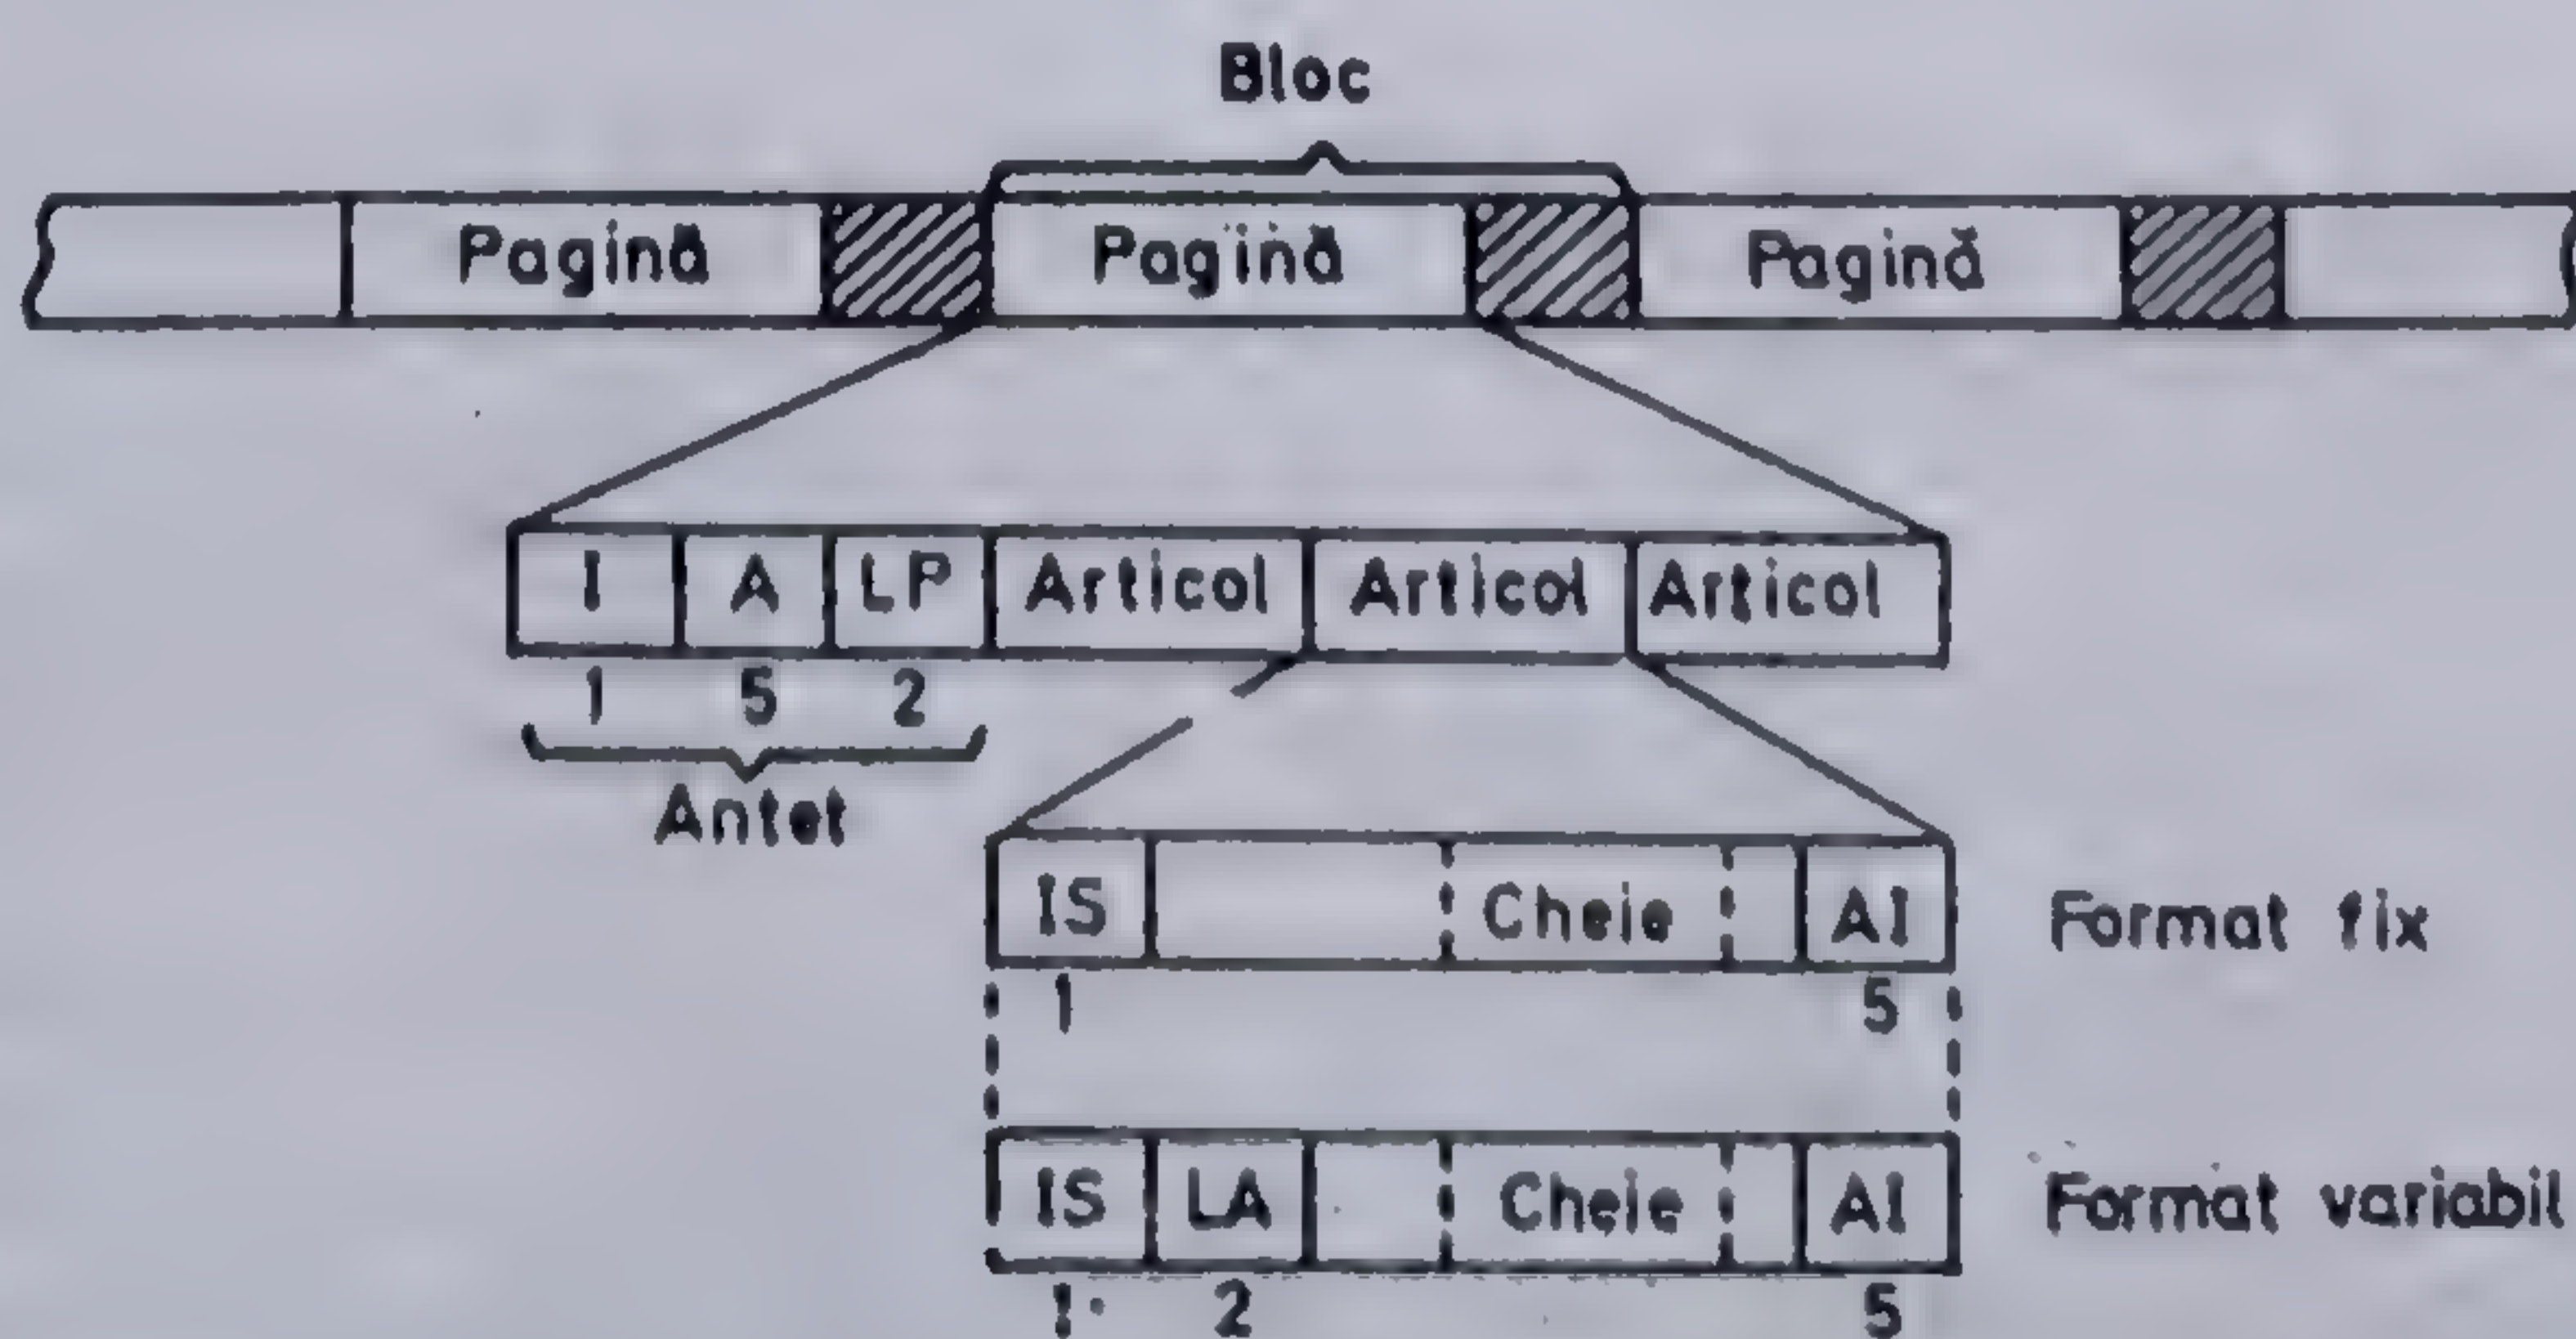 Bloc
Pagină Pagină Pagină
I A LP Articol Articol Articol
1 5 2
Antet
IS Cheie AI Format fix
1 5
IS LA Cheie AI Format variabil
1 2 5